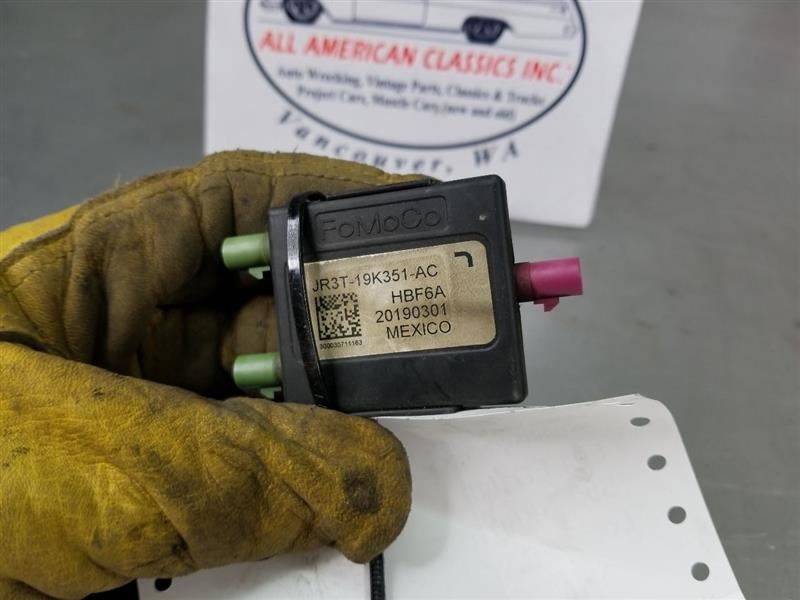 ALL AMERICAN CLASSICS INC.
Auto Wrecking, Vintage Parts, Classics & Trucks
Project Cars, Muscle Cars,(new and old)
Vancouver, WA
FoMoCo
JR3T-19K351-AC
HBF6A
20190301
MEXICO